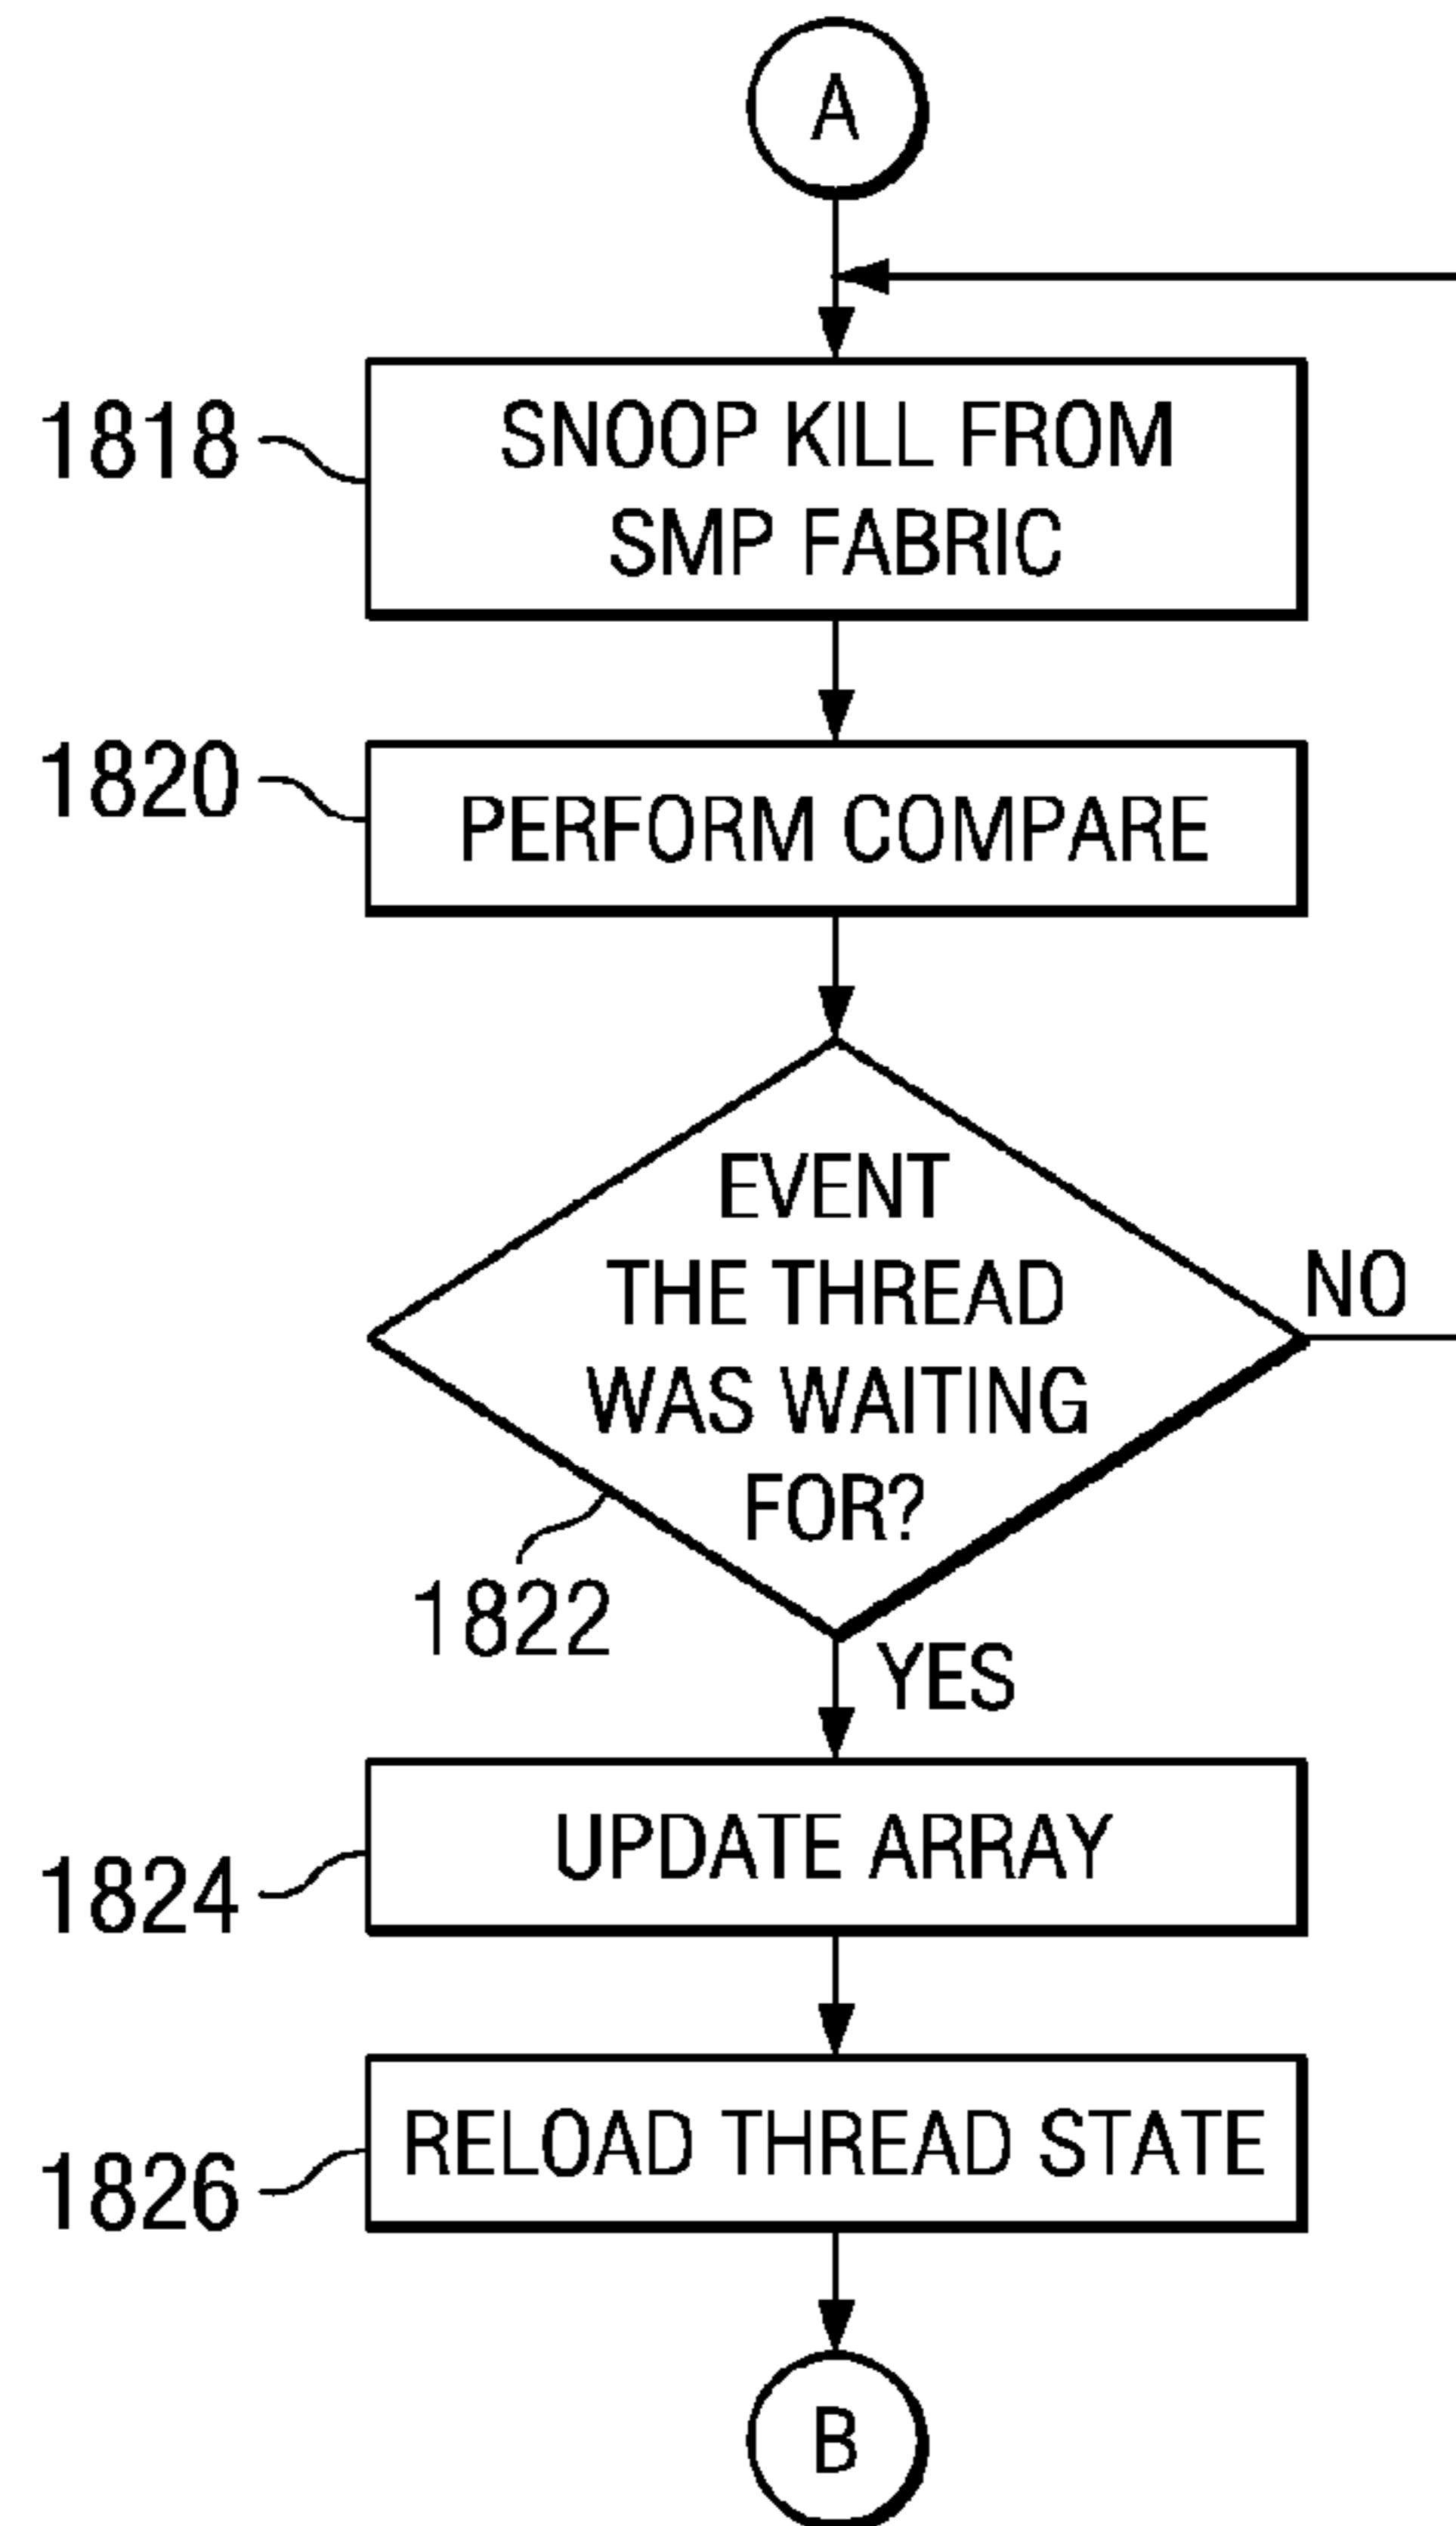 A
1818
SNOOP KILL FROM
SMP FABRIC
1820
PERFORM COMPARE
EVENT
THE THREAD
WAS WAITING
FOR?
NO
1822
YES
1824
UPDATE ARRAY
1826
RELOAD THREAD STATE
B